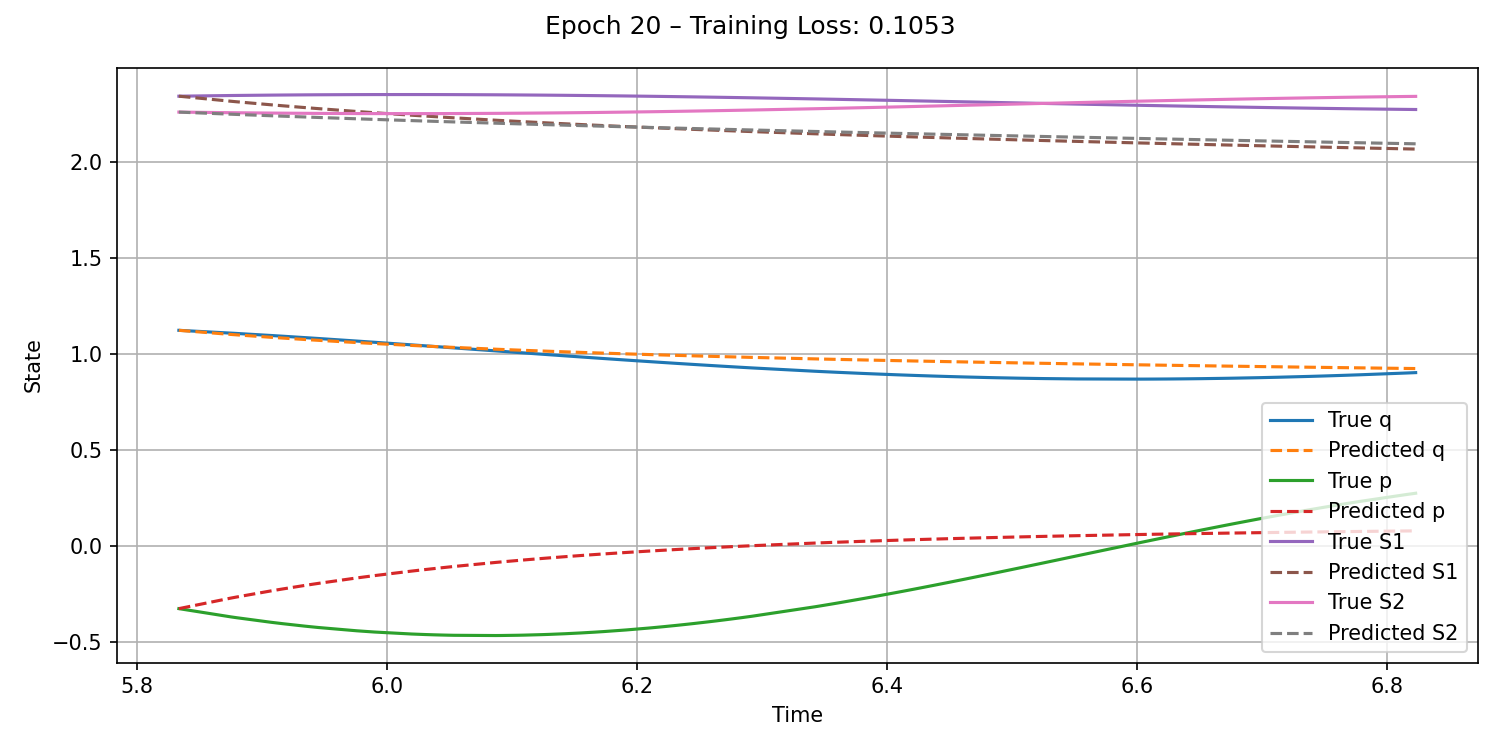 Epoch 20 – Training Loss: 0.1053
State
2.0
1.5
1.0
0.5
0.0
−0.5
5.8
6.0
6.2
6.4
6.6
6.8
Time
True q
Predicted q
True p
Predicted p
True S1
Predicted S1
True S2
Predicted S2